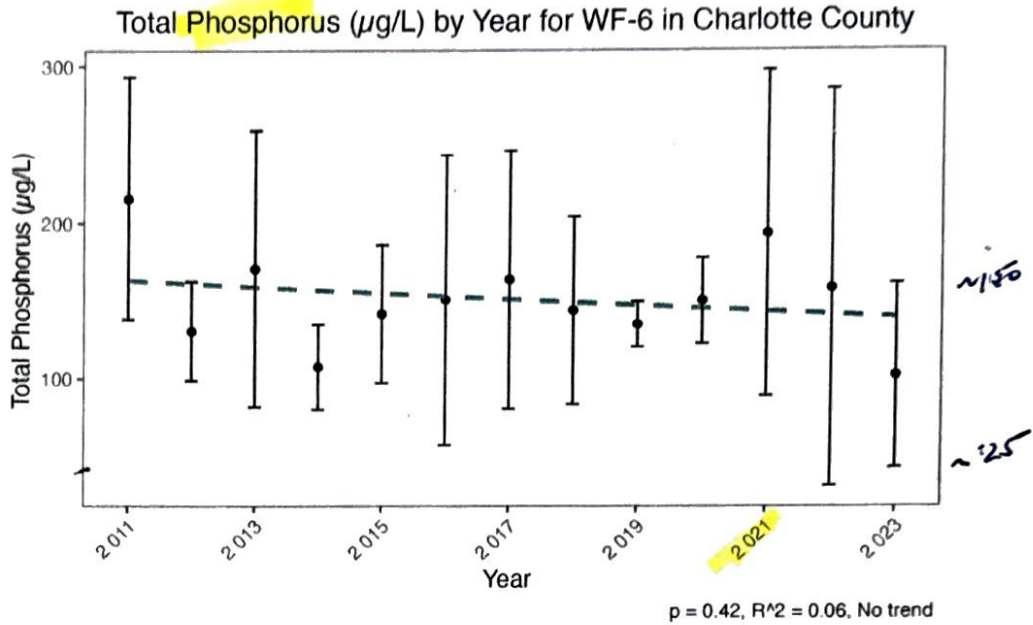 Total Phosphorus (µg/L) by Year for WF-6 in Charlotte County
Total Phosphorus (µg/L)
300
200
100
~150
2011
2013
2015
2017
2019
2021
2023
Year
p = 0.42, R^2 = 0.06, No trend